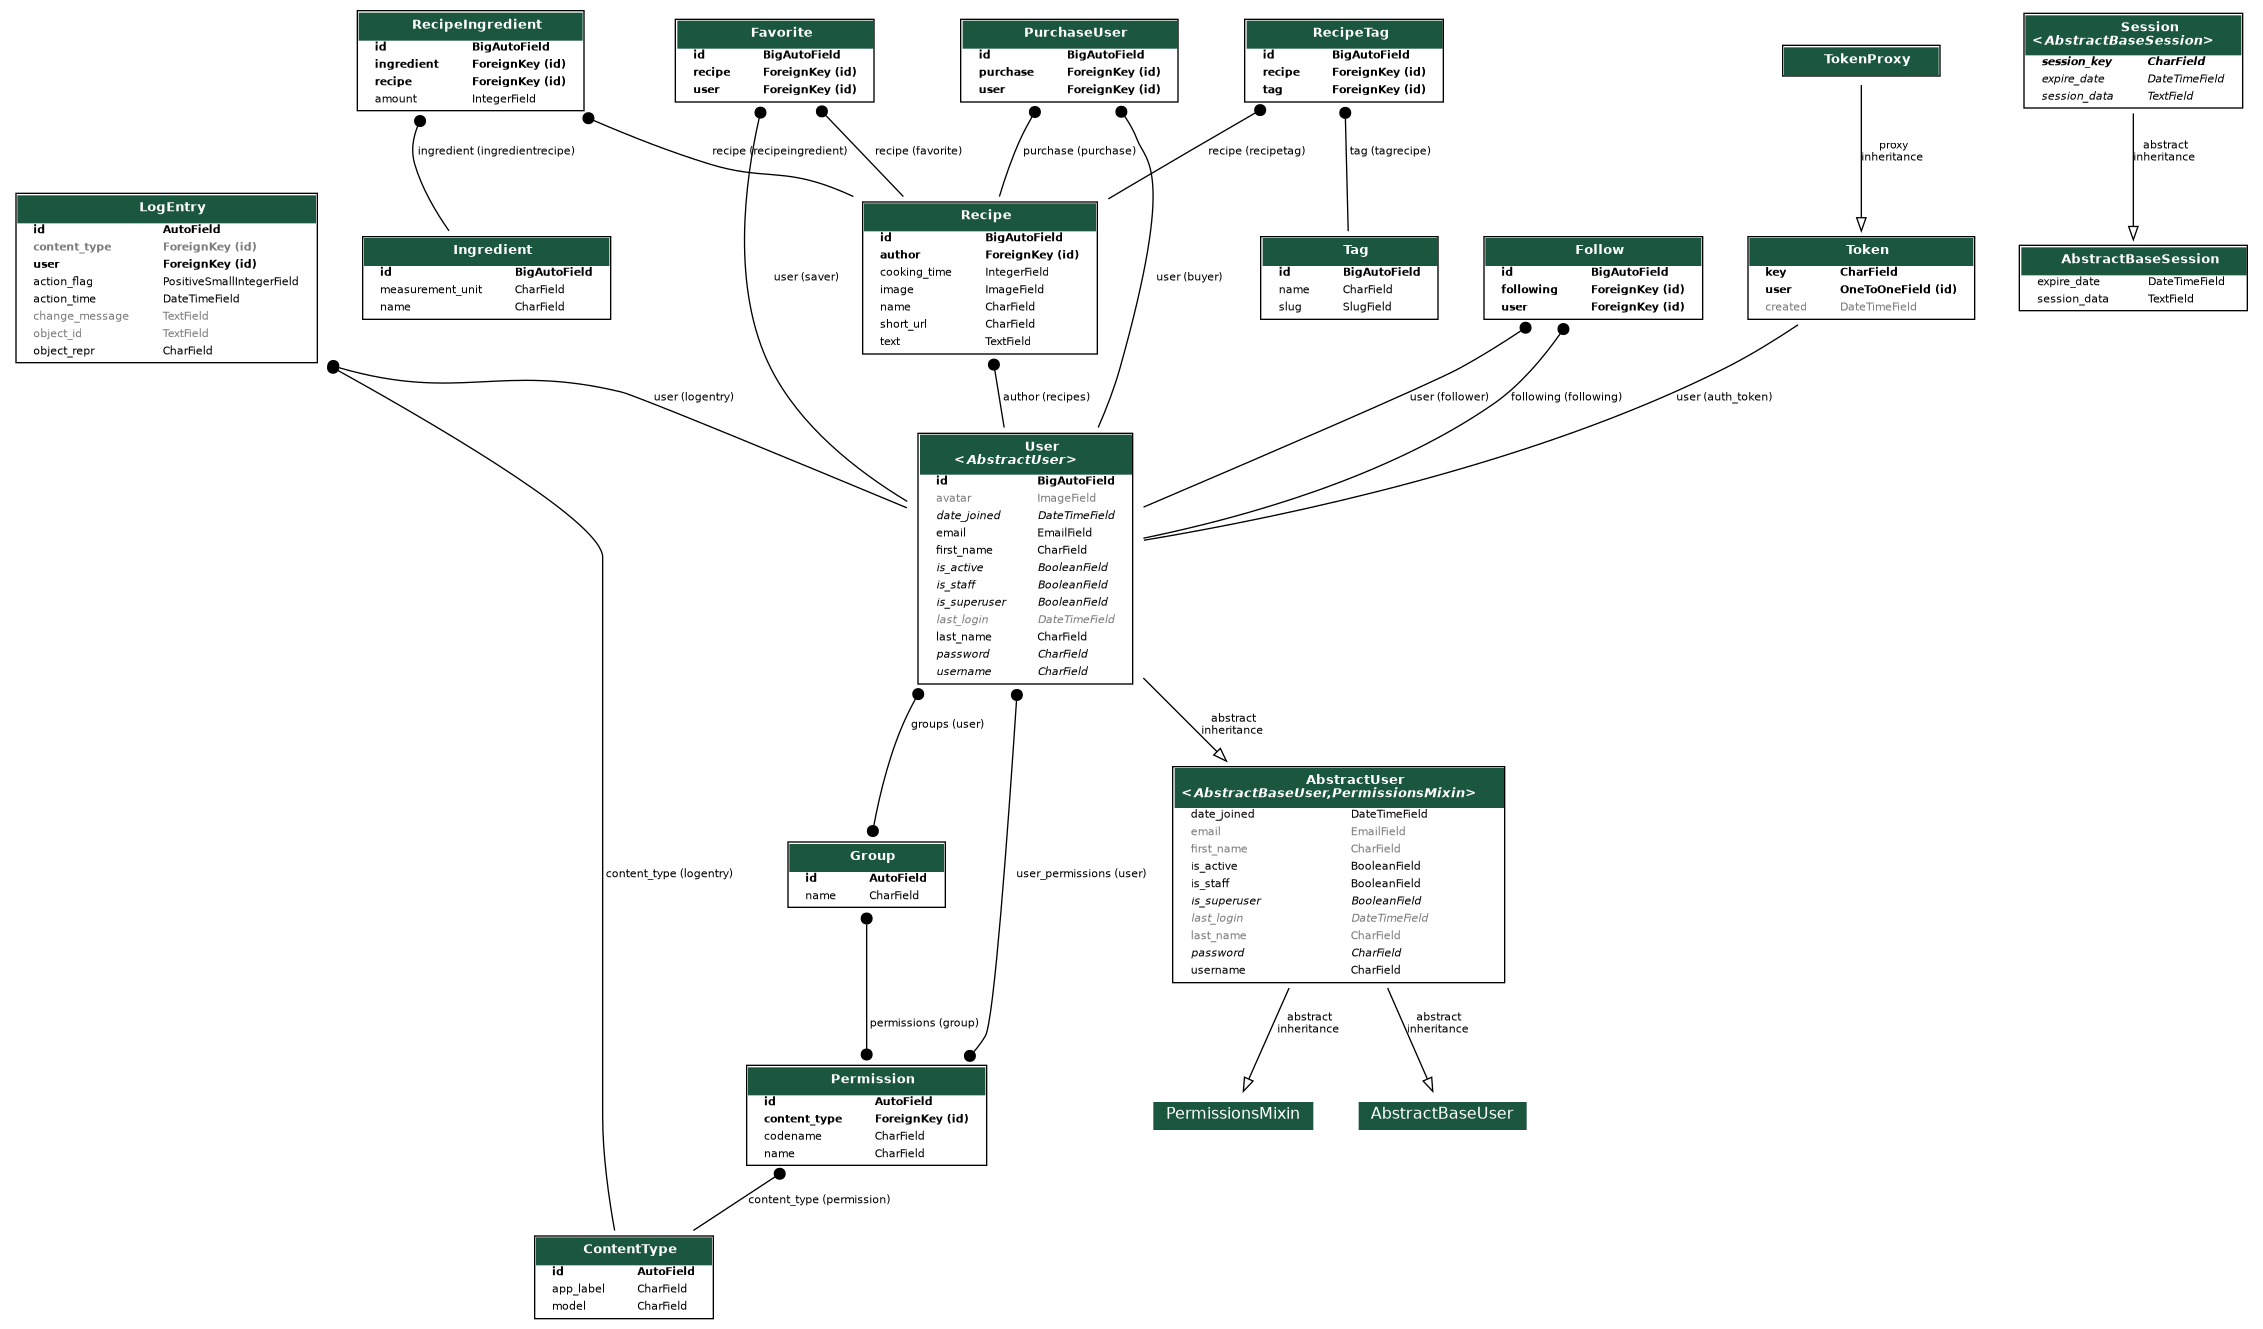 RecipeIngredient
id BigAutoField
ingredient ForeignKey (id)
recipe ForeignKey (id)
amount IntegerField
Favorite
id BigAutoField
recipe ForeignKey (id)
user ForeignKey (id)
PurchaseUser
id BigAutoField
purchase ForeignKey (id)
user ForeignKey (id)
RecipeTag
id BigAutoField
recipe ForeignKey (id)
tag ForeignKey (id)
TokenProxy
Session
<AbstractBaseSession>
session_key CharField
expire_date DateTimeField
session_data TextField
ingredient (ingredientrecipe)
recipe (recipeingredient)
recipe (favorite)
purchase (purchase)
recipe (recipetag)
tag (tagrecipe)
proxy
inheritance
abstract
inheritance
LogEntry
id AutoField
content_type ForeignKey (id)
user ForeignKey (id)
action_flag PositiveSmallIntegerField
action_time DateTimeField
change_message TextField
object_id TextField
object_repr CharField
Ingredient
id BigAutoField
measurement_unit CharField
name CharField
user (saver)
Recipe
id BigAutoField
author ForeignKey (id)
cooking_time IntegerField
image ImageField
name CharField
short_url CharField
text TextField
user (buyer)
Tag
id BigAutoField
name CharField
slug SlugField
Follow
id BigAutoField
following ForeignKey (id)
user ForeignKey (id)
Token
key CharField
user OneToOneField (id)
created DateTimeField
AbstractBaseSession
expire_date DateTimeField
session_data TextField
user (logentry)
author (recipes)
user (follower)
following (following)
user (auth_token)
User
<AbstractUser>
id BigAutoField
avatar ImageField
date_joined DateTimeField
email EmailField
first_name CharField
is_active BooleanField
is_staff BooleanField
is_superuser BooleanField
last_login DateTimeField
last_name CharField
password CharField
username CharField
groups (user)
abstract
inheritance
AbstractUser
<AbstractBaseUser,PermissionsMixin>
date_joined DateTimeField
email EmailField
first_name CharField
is_active BooleanField
is_staff BooleanField
is_superuser BooleanField
last_login DateTimeField
last_name CharField
password CharField
username CharField
Group
id AutoField
name CharField
content_type (logentry)
user_permissions (user)
permissions (group)
abstract
inheritance
abstract
inheritance
Permission
id AutoField
content_type ForeignKey (id)
codename CharField
name CharField
PermissionsMixin
AbstractBaseUser
content_type (permission)
ContentType
id AutoField
app_label CharField
model CharField